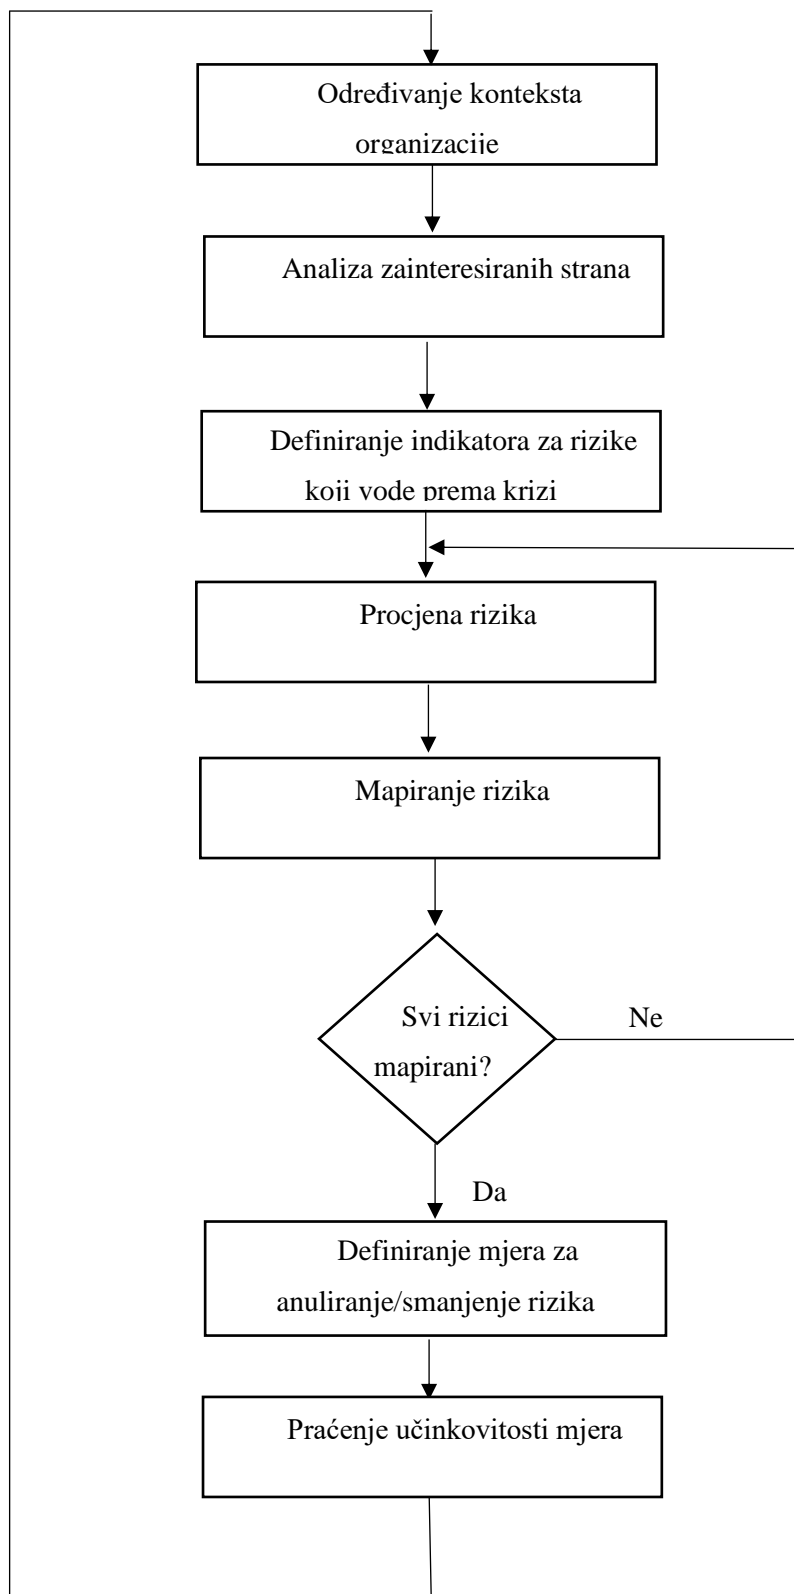 Određivanje konteksta
organizacije
Analiza zainteresiranih strana
Definiranje indikatora za rizike
koji vode prema krizi
Procjena rizika
Mapiranje rizika
Svi rizici
mapirani?
Ne
Da
Definiranje mjera za
anuliranje/smanjenje rizika
Praćenje učinkovitosti mjera